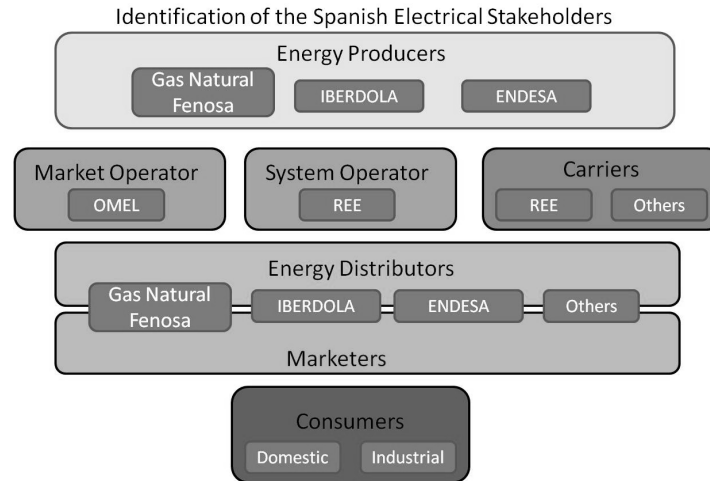 Identification of the Spanish Electrical Stakeholders
Energy Producers
Gas Natural
Fenosa
IBERDOLA
ENDESA
Market Operator
OMEL
System Operator
REE
Carriers
REE
Others
Energy Distributors
Gas Natural
Fenosa
IBERDOLA
ENDESA
Others
Marketers
Consumers
Domestic
Industrial